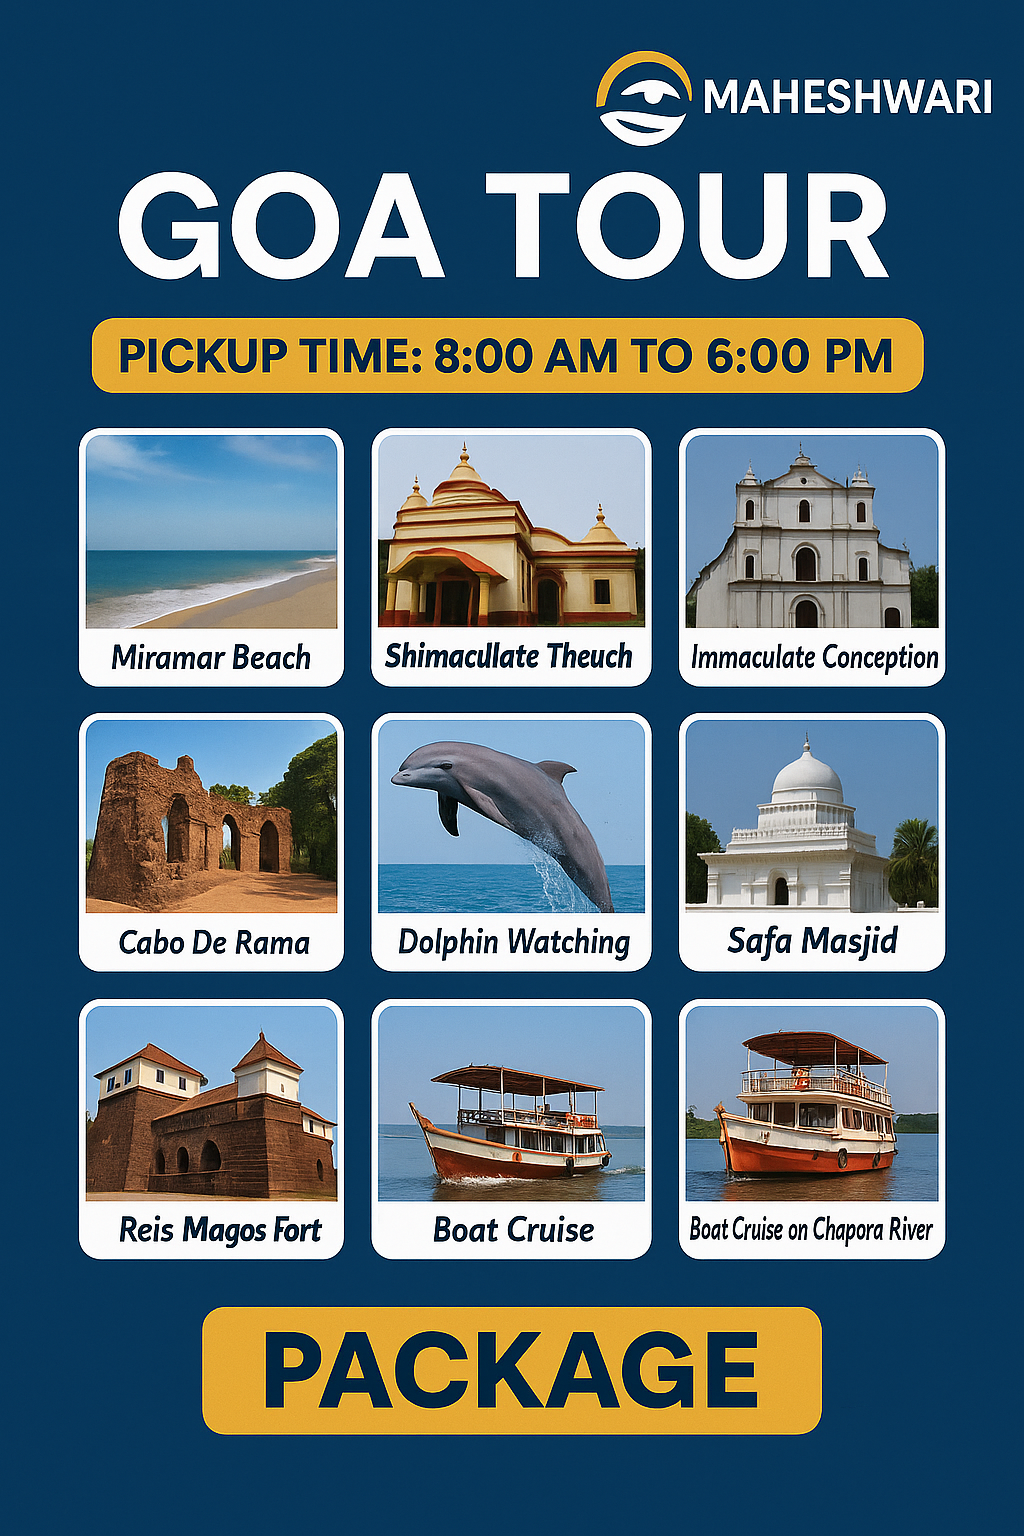 MAHESHWARI
GOA TOUR
PICKUP TIME: 8:00 AM TO 6:00 PM
Miramar Beach
Shimacullate Theuch
Immaculate Conception
Cabo De Rama
Dolphin Watching
Safa Masjid
Reis Magos Fort
Boat Cruise
Boat Cruise on Chapora River
PACKAGE